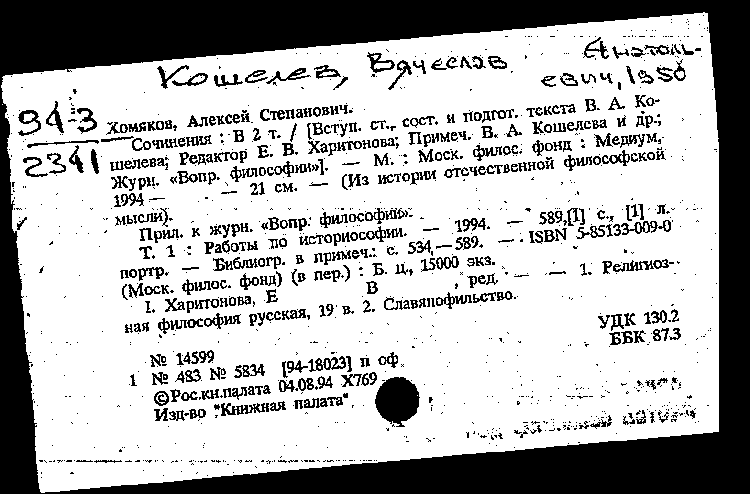 Кошелев, Вячеслав Анатоль-
евич, 1950
94-3
2341
Хомяков, Алексей Степанович.
Сочинения : В 2 т. / [Вступ. ст., сост. и подгот. текста В. А. Ко-
шелева; Редактор Е. В. Харитонова; Примеч. В. А. Кошелева и др.;
Журн. «Вопр. философии»]. — М. : Моск. филос. фонд : Медиум,
1994 — — 21 см. — (Из истории отечественной философской
мысли).
Прил. к журн. «Вопр. философии».
Т. 1 : Работы по историософии. — 1994. — 589,[1] с., [1] л.
портр. — Библиогр. в примеч.: с. 534—589. — ISBN 5-85133-009-0
(Моск. филос. фонд) (в пер.) : Б. ц., 15000 экз.
I. Харитонова, Е В , ред. — — 1. Религиоз-
ная философия русская, 19 в. 2. Славянофильство.
УДК 130.2
ББК 87.3
№ 14599
1 № 483 № 5834 [94-18023] п оф
©Рос.кн.палата 04.08.94 Х769
Изд-во "Книжная палата"